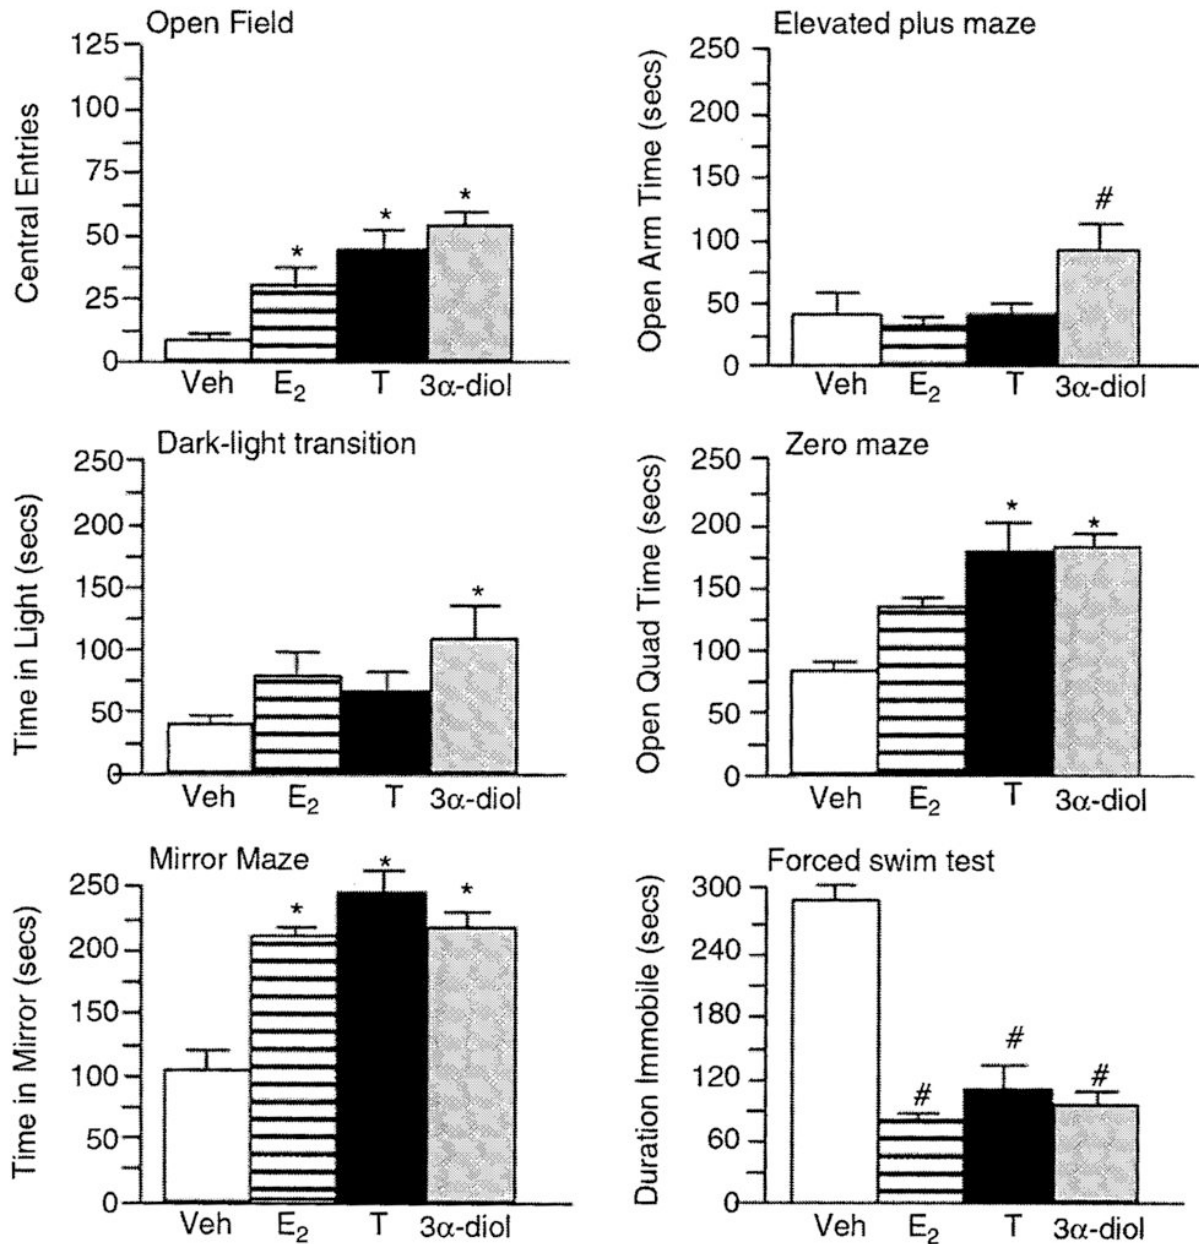 Open Field
Central Entries
125
100
75
50
25
0
*
*
*
Veh
E₂
T
3α-diol
Elevated plus maze
Open Arm Time (secs)
250
200
150
100
50
0
#
Veh
E₂
T
3α-diol
Dark-light transition
Time in Light (secs)
250
200
150
100
50
0
*
Veh
E₂
T
3α-diol
Zero maze
Open Quad Time (secs)
250
200
150
100
50
0
*
*
Veh
E₂
T
3α-diol
Mirror Maze
Time in Mirror (secs)
250
200
150
100
50
0
*
*
*
Veh
E₂
T
3α-diol
Forced swim test
Duration Immobile (secs)
300
240
180
120
60
0
#
#
#
Veh
E₂
T
3α-diol